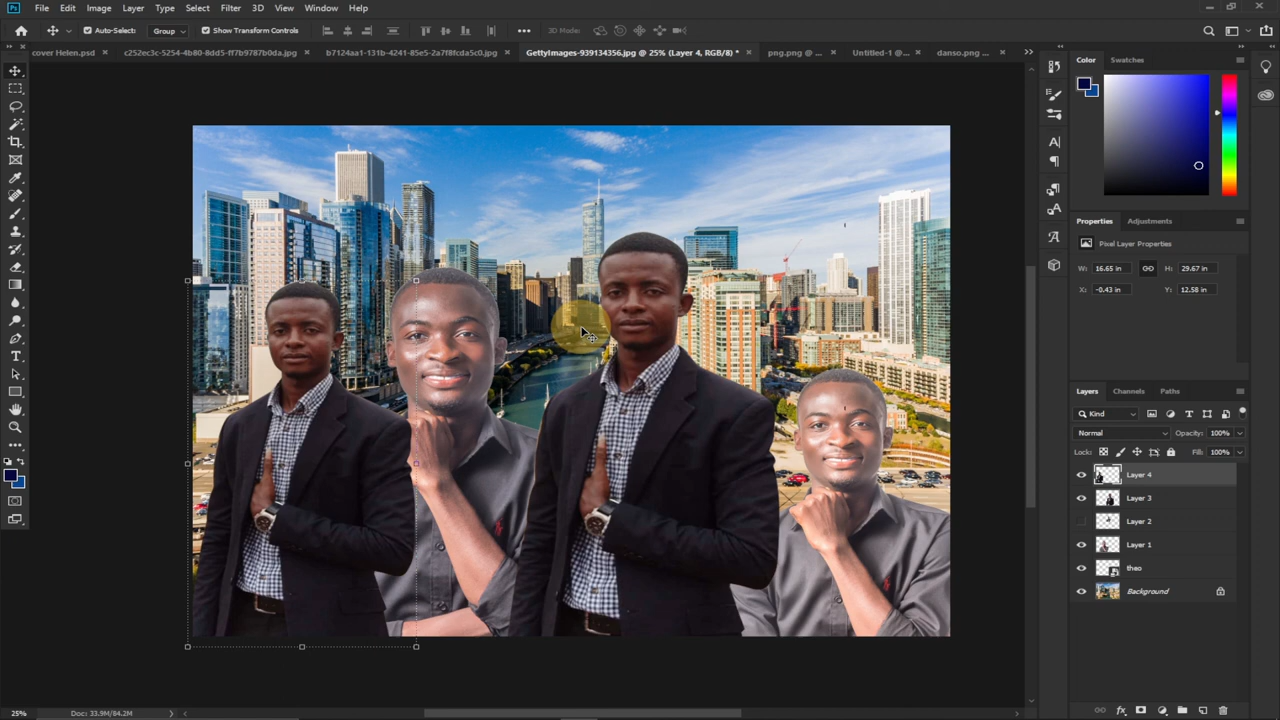 Ps File Edit Image Layer Type Select Filter 3D View Window Help
Auto-Select: Group Show Transform Controls 3D Mode:
cover Helen.psd × c252ec3c-5254-4b80-8dd5-ff7b9787b0da.jpg × b7124aa1-131b-4241-85e5-2a7f8fcda5c0.jpg × GettyImages-939134356.jpg @ 25% (Layer 4, RGB/8) * × png.png @ ... × Untitled-1 @... × danso.png ... ×
Color Swatches
Properties Adjustments
Pixel Layer Properties
W: 16.65 in H: 29.67 in
X: -0.43 in Y: 12.58 in
Layers Channels Paths
Kind
Normal Opacity: 100%
Lock: Fill: 100%
Layer 4
Layer 3
Layer 2
Layer 1
theo
Background
25% Doc: 33.9M/84.2M
fx